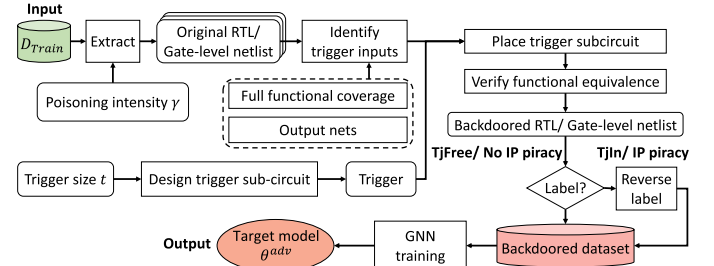 Input
D_Train
Extract
Original RTL/
Gate-level netlist
Identify
trigger inputs
Place trigger subcircuit
Poisoning intensity γ
Full functional coverage
Output nets
Verify functional equivalence
Backdoored RTL/ Gate-level netlist
TjFree/ No IP piracy
TjIn/ IP piracy
Trigger size t
Design trigger sub-circuit
Trigger
Label?
Reverse
label
Output
Target model
θ^adv
GNN
training
Backdoored dataset